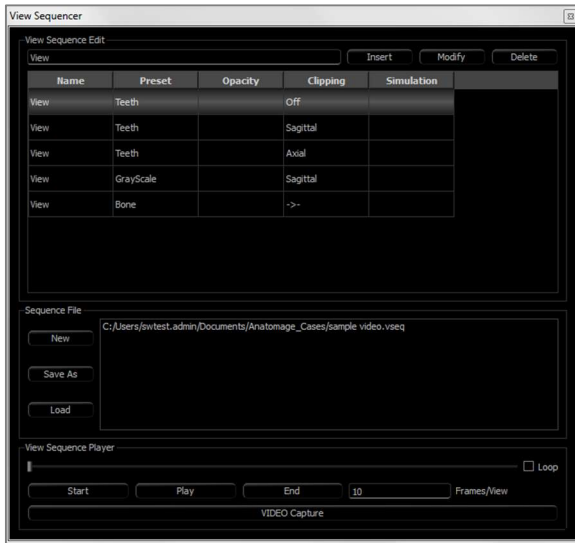 View Sequencer
View Sequence Edit
View Insert Modify Delete
Name Preset Opacity Clipping Simulation
View Teeth Off
View Teeth Sagittal
View Teeth Axial
View GrayScale Sagittal
View Bone ->-
Sequence File
C:/Users/swtest.admin/Documents/Anatomage_Cases/sample video.vseq
New
Save As
Load
View Sequence Player
Loop
Start Play End 10 Frames/View
VIDEO Capture